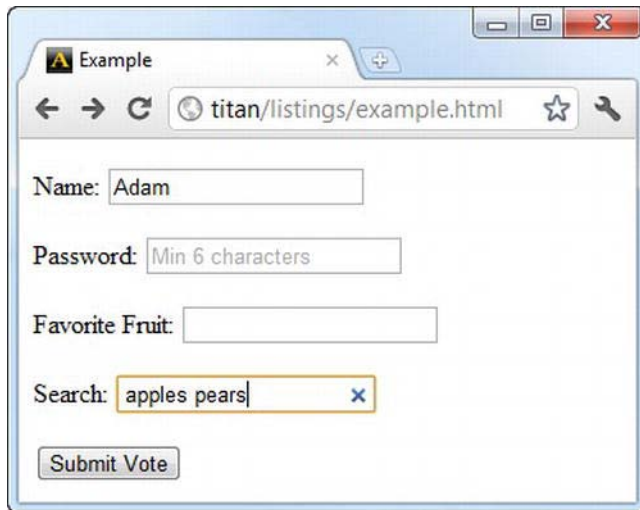 Example
titan/listings/example.html
Name: Adam
Password: Min 6 characters
Favorite Fruit:
Search: apples pears
Submit Vote